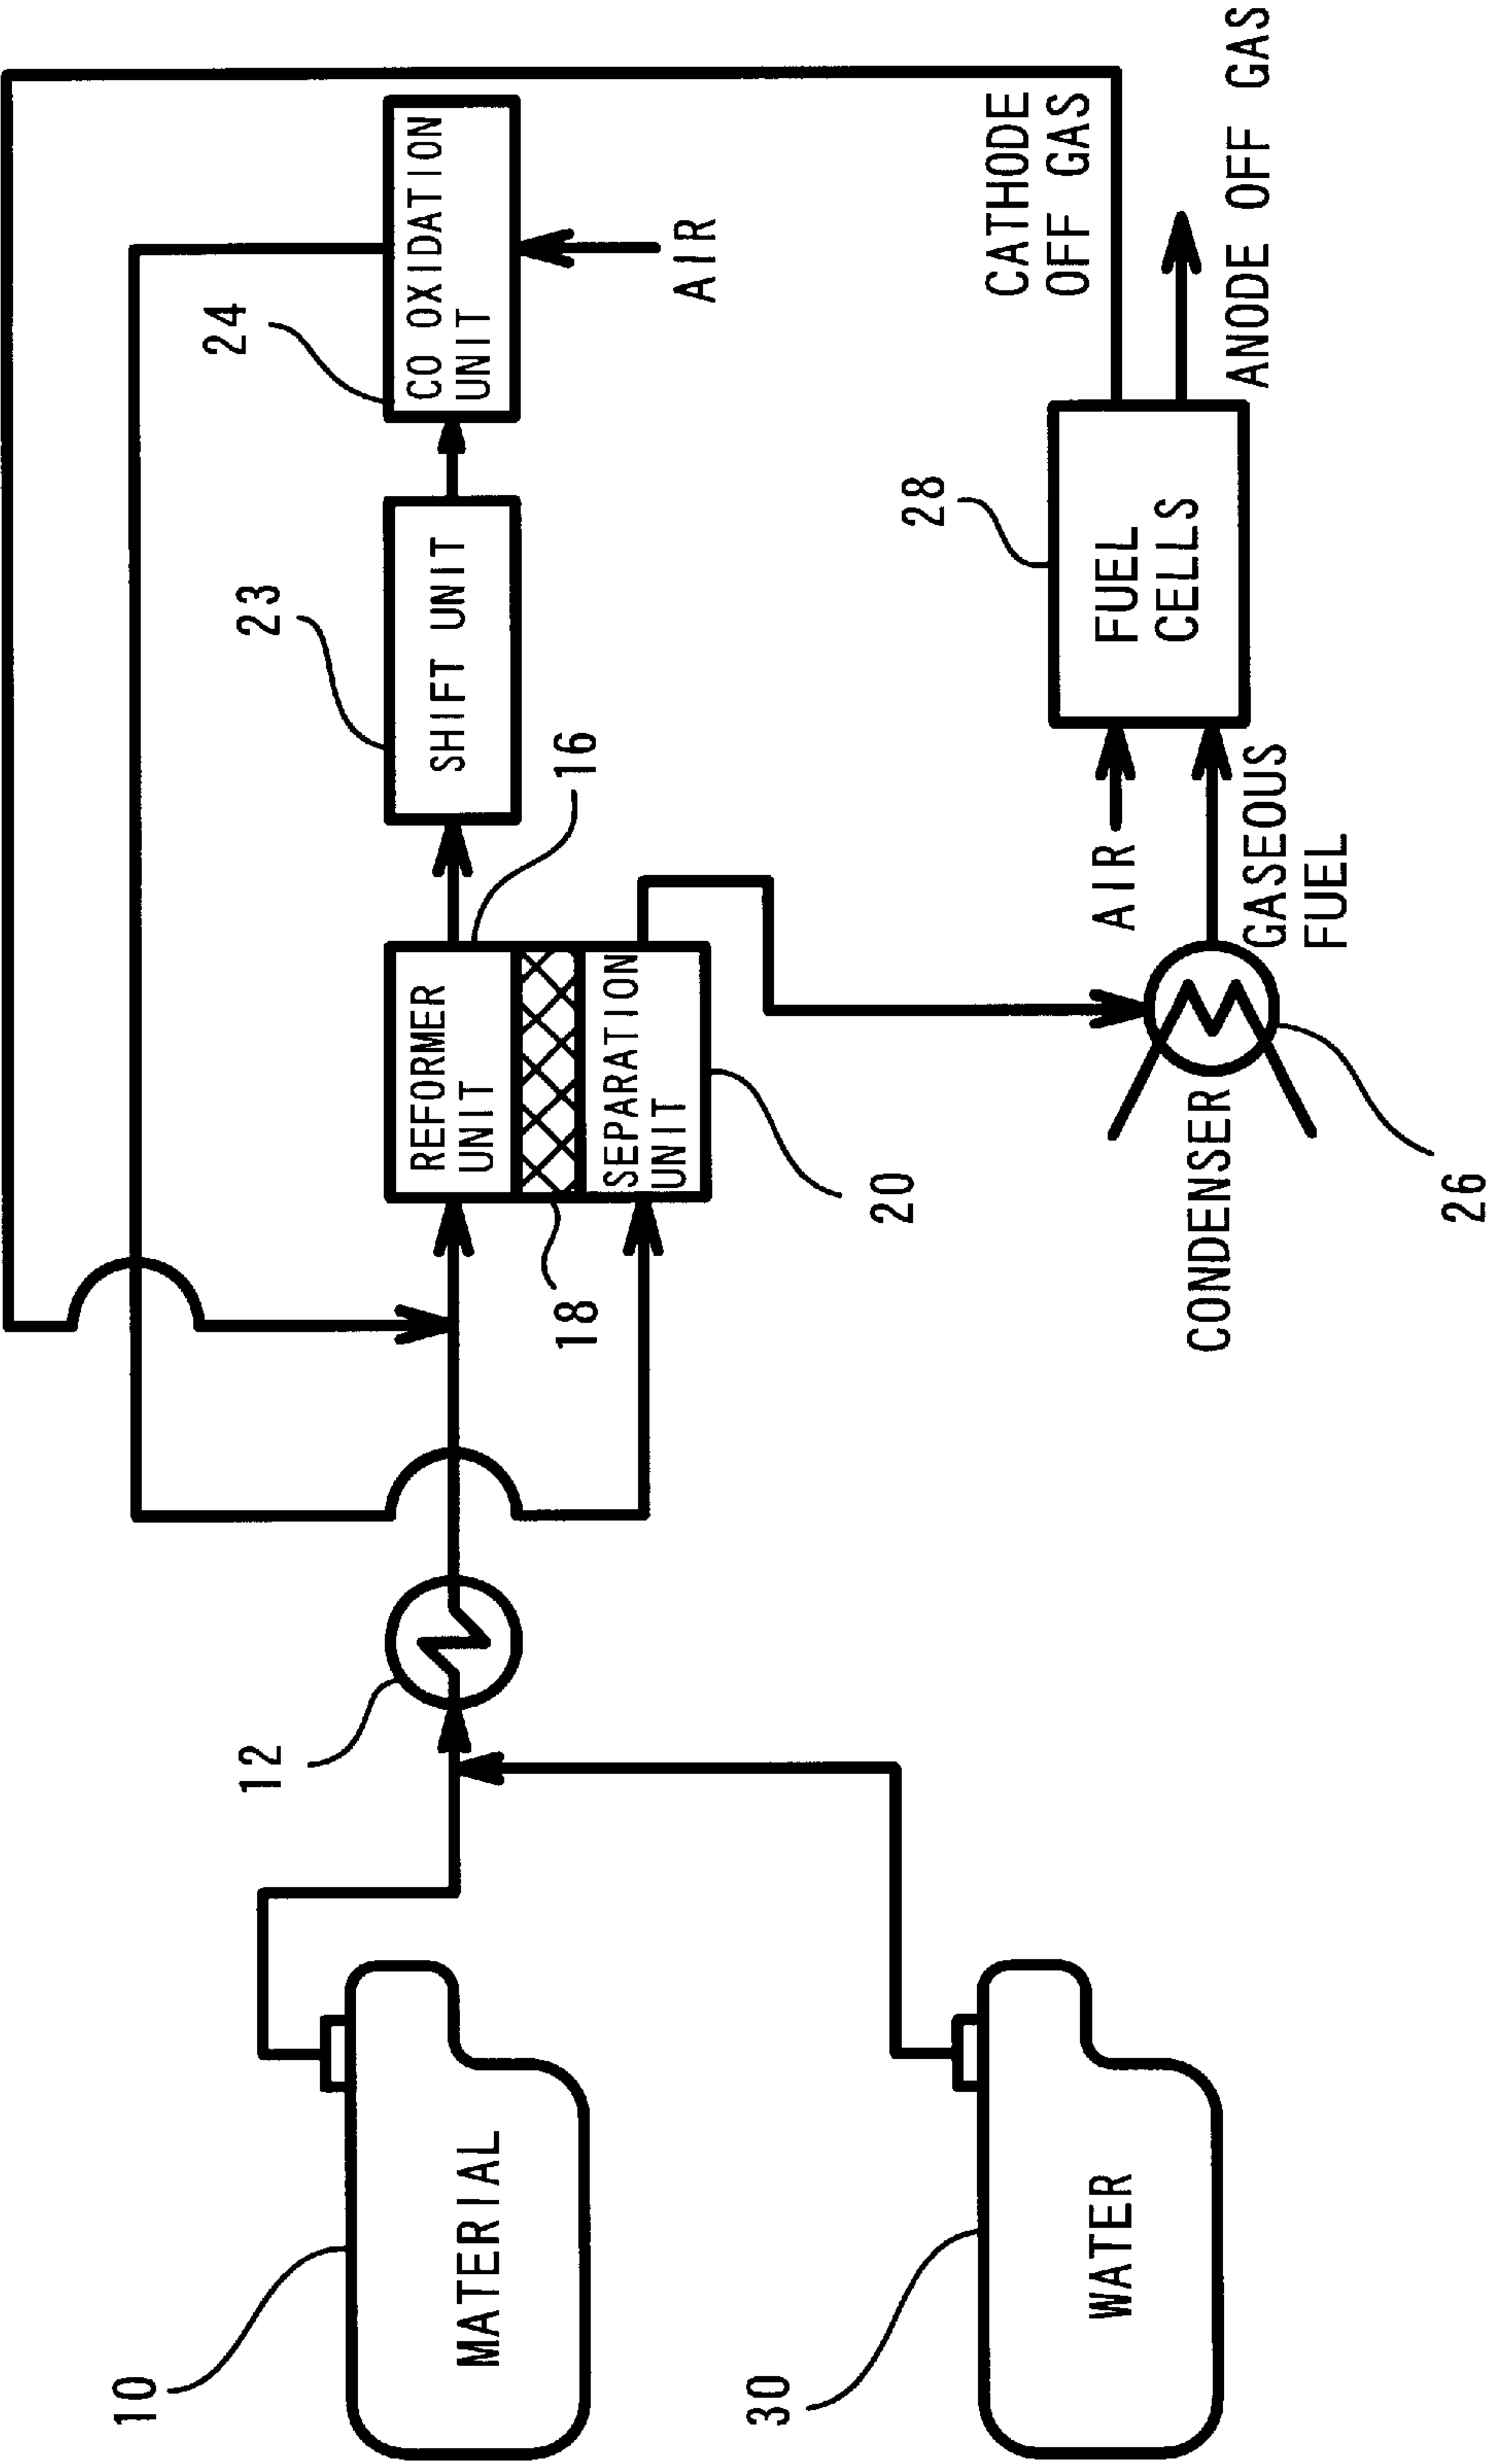 24
CO OXIDATION
UNIT
AIR
CATHODE
OFF GAS
ANODE OFF GAS
23
SHIFT UNIT
28
FUEL
CELLS
16
REFORMER
UNIT
SEPARATION
UNIT
18
20
AIR
GASEOUS
FUEL
CONDENSER
26
12
10
MATERIAL
30
WATER